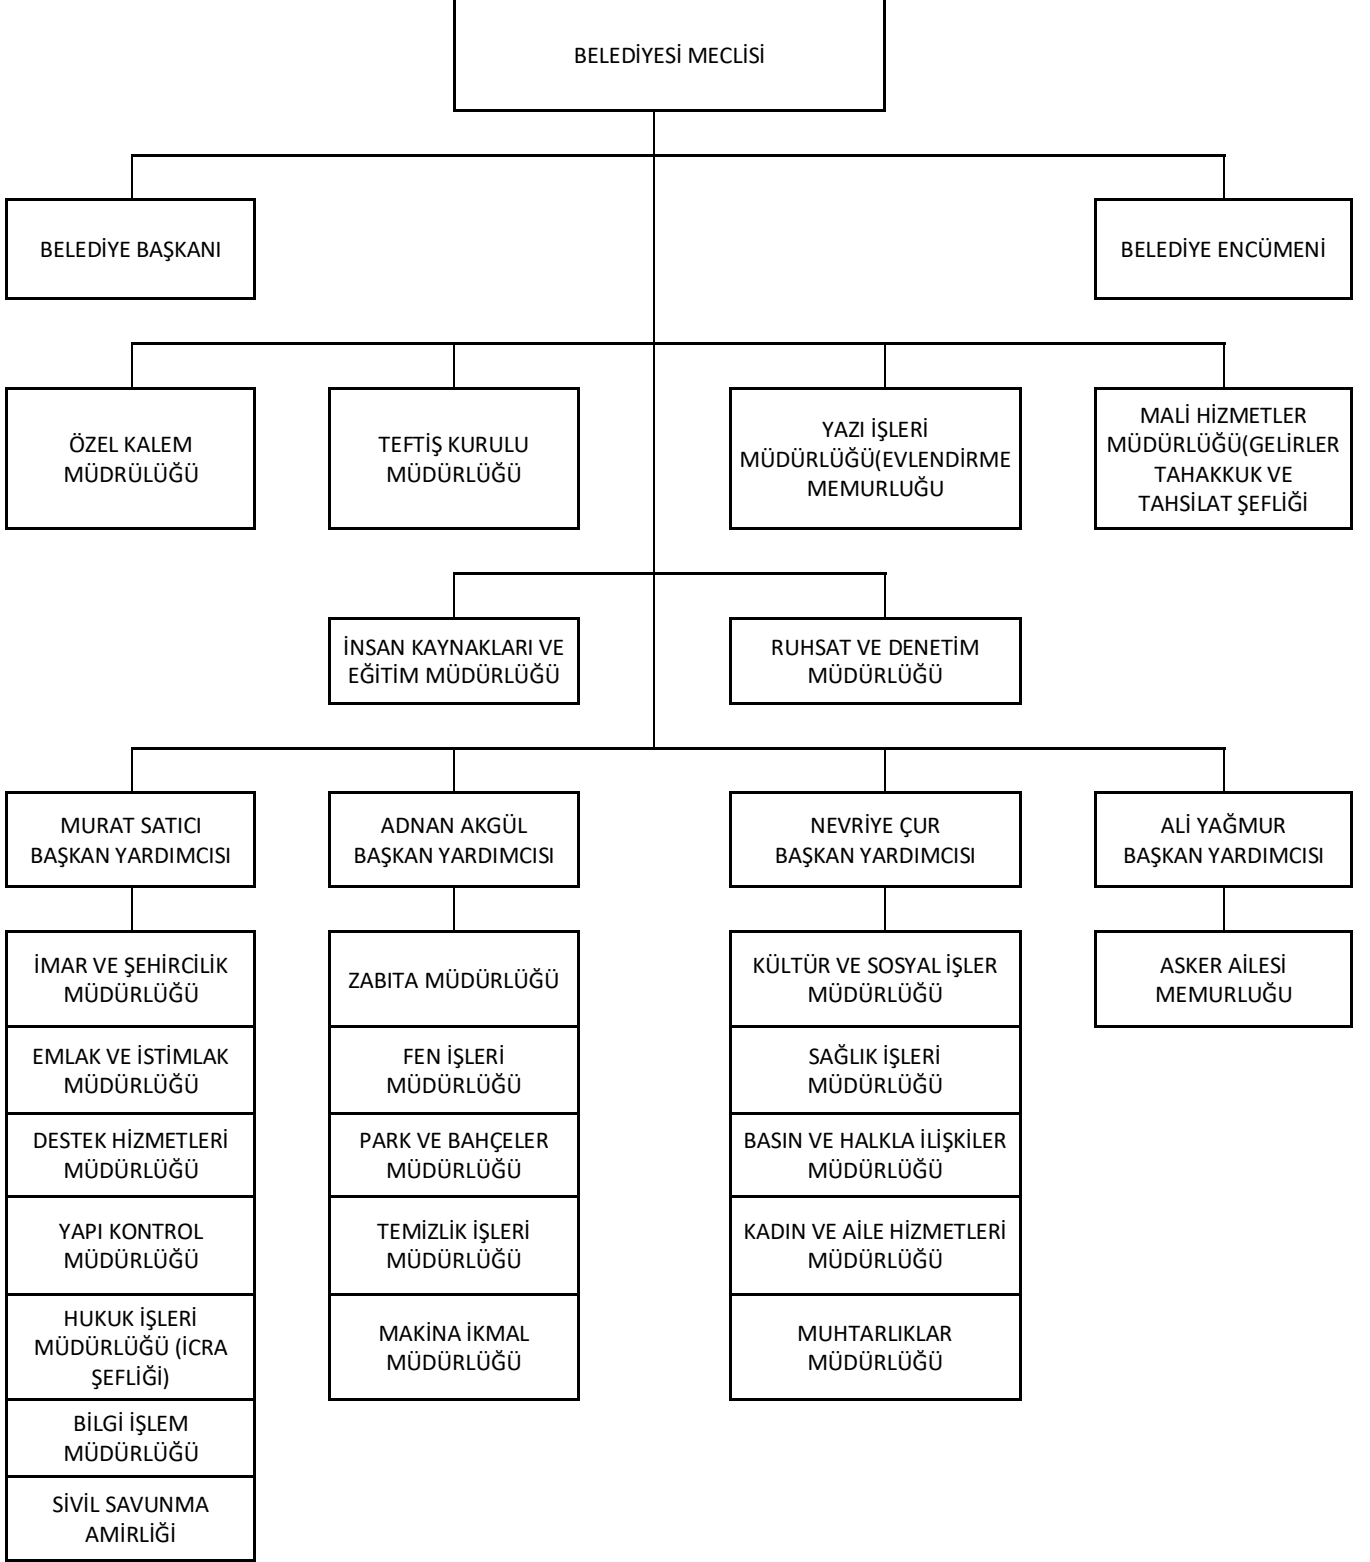 BELEDİYESİ MECLİSİ
BELEDİYE BAŞKANI
BELEDİYE ENCÜMENİ
ÖZEL KALEM
MÜDRÜLÜĞÜ
TEFTİŞ KURULU
MÜDÜRLÜĞÜ
YAZI İŞLERİ
MÜDÜRLÜĞÜ(EVLENDİRME
MEMURLUĞU
MALİ HİZMETLER
MÜDÜRLÜĞÜ(GELİRLER
TAHAKKUK VE
TAHSİLAT ŞEFLİĞİ
İNSAN KAYNAKLARI VE
EĞİTİM MÜDÜRLÜĞÜ
RUHSAT VE DENETİM
MÜDÜRLÜĞÜ
MURAT SATICI
BAŞKAN YARDIMCISI
ADNAN AKGÜL
BAŞKAN YARDIMCISI
NEVRİYE ÇUR
BAŞKAN YARDIMCISI
ALİ YAĞMUR
BAŞKAN YARDIMCISI
İMAR VE ŞEHİRCİLİK
MÜDÜRLÜĞÜ
EMLAK VE İSTİMLAK
MÜDÜRLÜĞÜ
DESTEK HİZMETLERİ
MÜDÜRLÜĞÜ
YAPI KONTROL
MÜDÜRLÜĞÜ
HUKUK İŞLERİ
MÜDÜRLÜĞÜ (İCRA
ŞEFLİĞİ)
BİLGİ İŞLEM
MÜDÜRLÜĞÜ
SİVİL SAVUNMA
AMİRLİĞİ
ZABITA MÜDÜRLÜĞÜ
FEN İŞLERİ
MÜDÜRLÜĞÜ
PARK VE BAHÇELER
MÜDÜRLÜĞÜ
TEMİZLİK İŞLERİ
MÜDÜRLÜĞÜ
MAKİNA İKMAL
MÜDÜRLÜĞÜ
KÜLTÜR VE SOSYAL İŞLER
MÜDÜRLÜĞÜ
SAĞLIK İŞLERİ
MÜDÜRLÜĞÜ
BASIN VE HALKLA İLİŞKİLER
MÜDÜRLÜĞÜ
KADIN VE AİLE HİZMETLERİ
MÜDÜRLÜĞÜ
MUHTARLIKLAR
MÜDÜRLÜĞÜ
ASKER AİLESİ
MEMURLUĞU